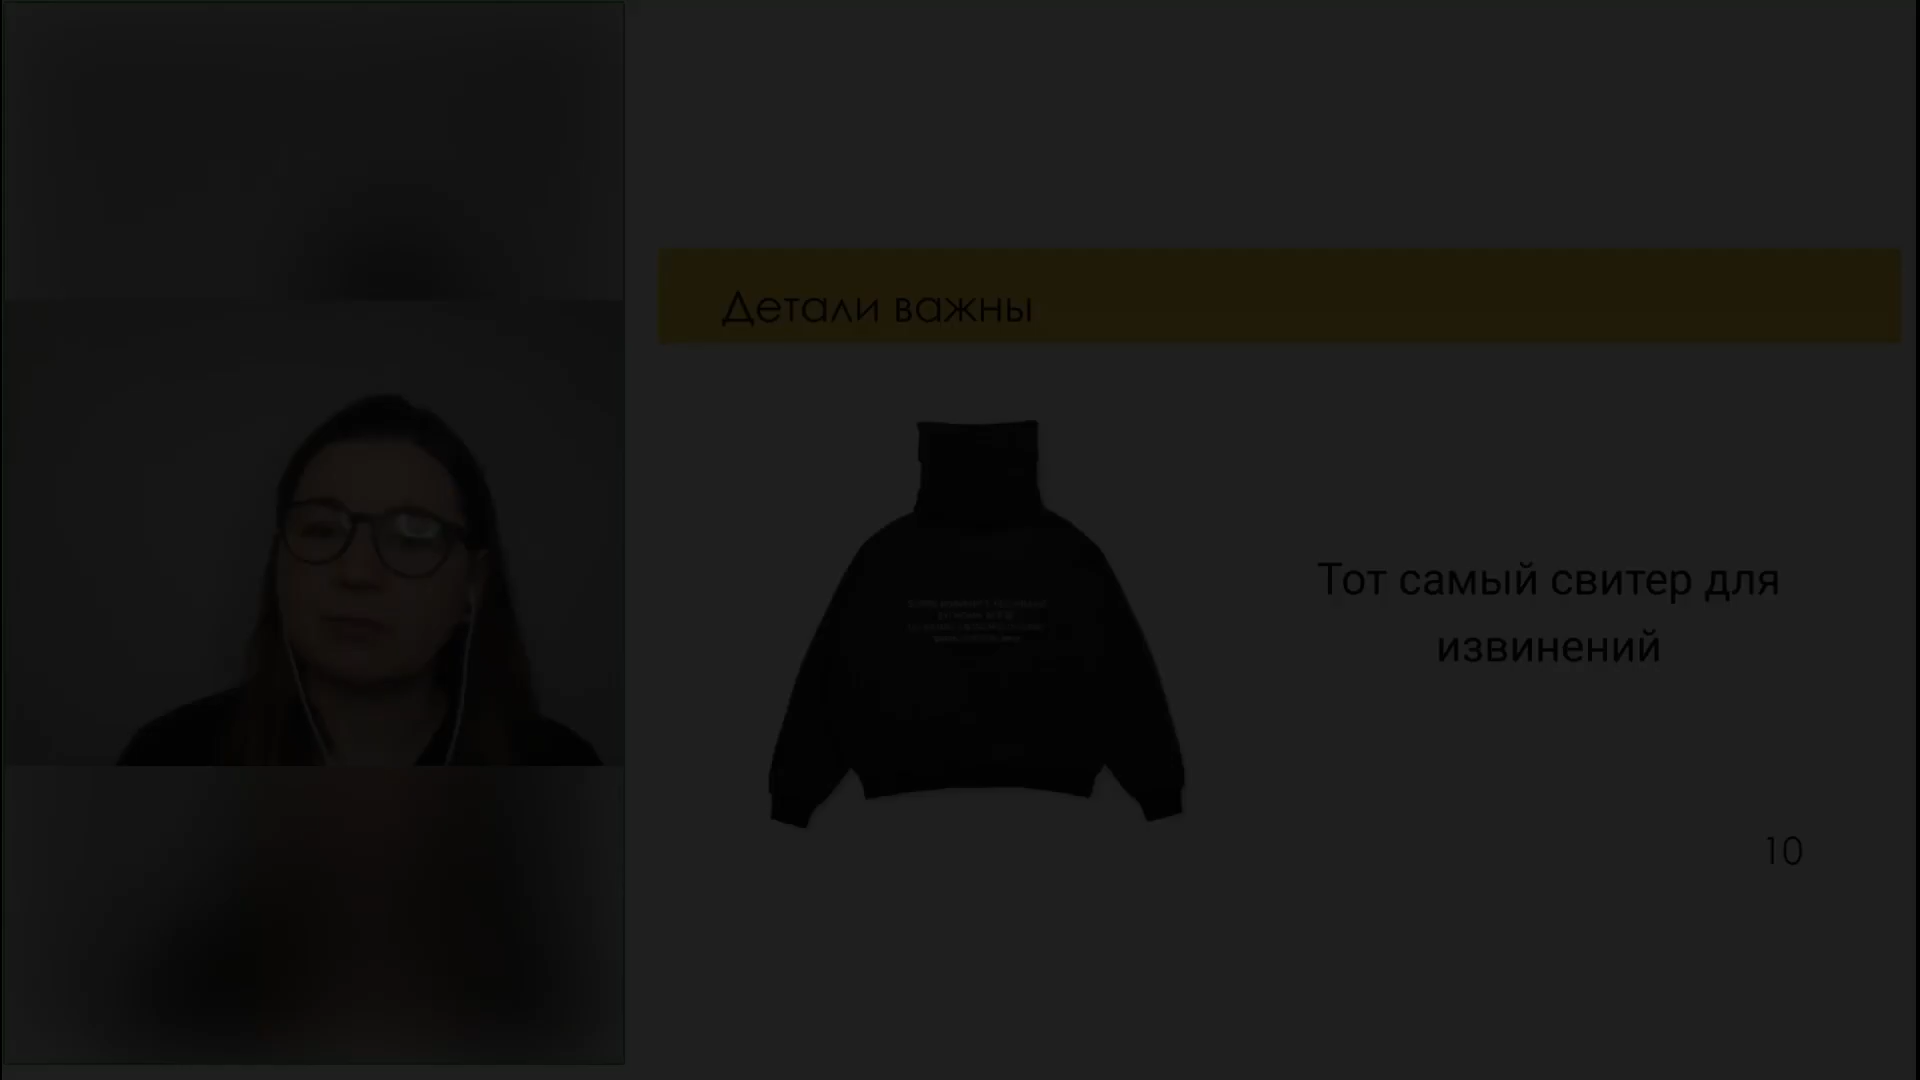 Детали важны
Тот самый свитер для
извинений
10